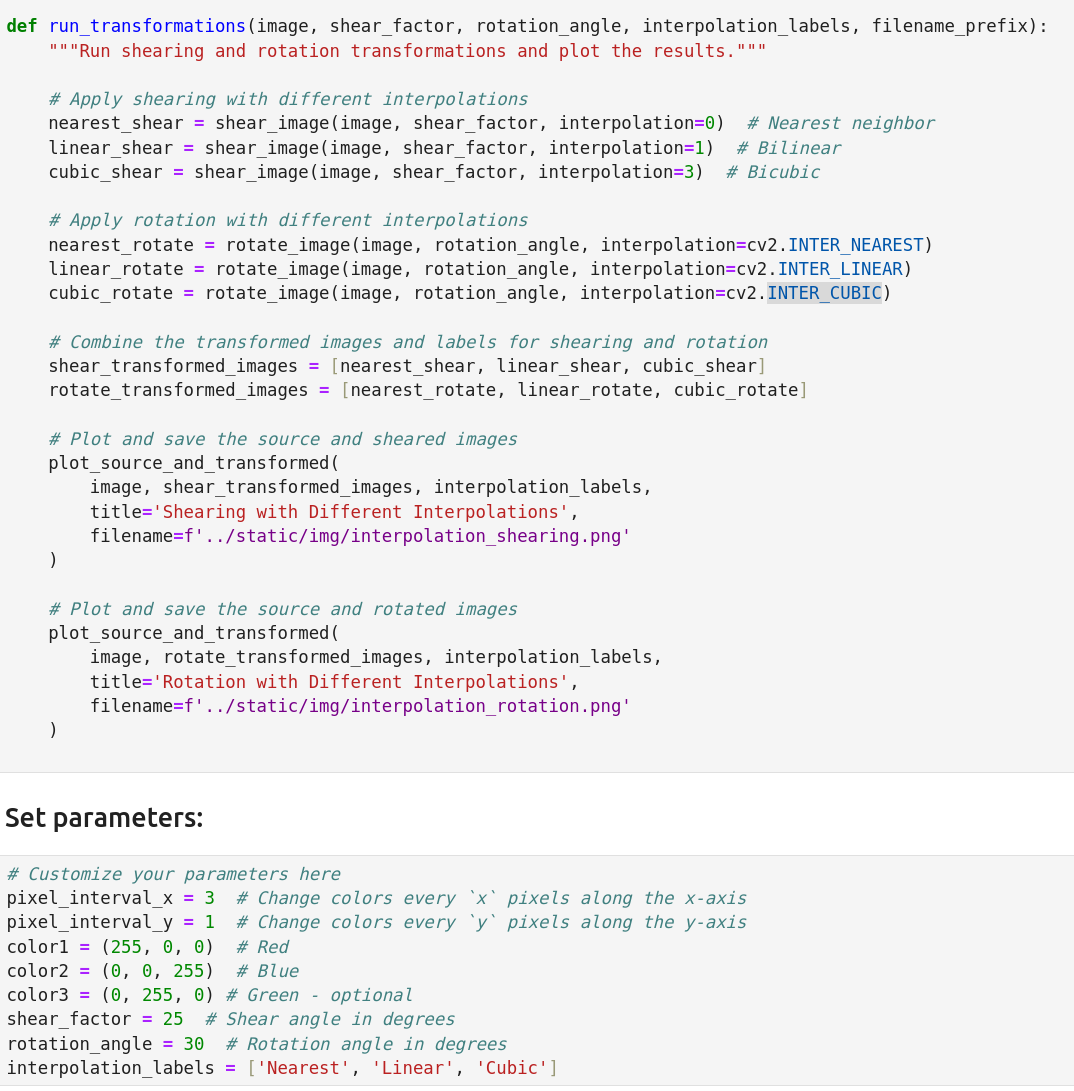 def run_transformations(image, shear_factor, rotation_angle, interpolation_labels, filename_prefix):
    """Run shearing and rotation transformations and plot the results."""

    # Apply shearing with different interpolations
    nearest_shear = shear_image(image, shear_factor, interpolation=0)  # Nearest neighbor
    linear_shear = shear_image(image, shear_factor, interpolation=1)  # Bilinear
    cubic_shear = shear_image(image, shear_factor, interpolation=3)  # Bicubic

    # Apply rotation with different interpolations
    nearest_rotate = rotate_image(image, rotation_angle, interpolation=cv2.INTER_NEAREST)
    linear_rotate = rotate_image(image, rotation_angle, interpolation=cv2.INTER_LINEAR)
    cubic_rotate = rotate_image(image, rotation_angle, interpolation=cv2.INTER_CUBIC)

    # Combine the transformed images and labels for shearing and rotation
    shear_transformed_images = [nearest_shear, linear_shear, cubic_shear]
    rotate_transformed_images = [nearest_rotate, linear_rotate, cubic_rotate]

    # Plot and save the source and sheared images
    plot_source_and_transformed(
        image, shear_transformed_images, interpolation_labels,
        title='Shearing with Different Interpolations',
        filename=f'../static/img/interpolation_shearing.png'
    )

    # Plot and save the source and rotated images
    plot_source_and_transformed(
        image, rotate_transformed_images, interpolation_labels,
        title='Rotation with Different Interpolations',
        filename=f'../static/img/interpolation_rotation.png'
    )

Set parameters:

# Customize your parameters here
pixel_interval_x = 3  # Change colors every `x` pixels along the x-axis
pixel_interval_y = 1  # Change colors every `y` pixels along the y-axis
color1 = (255, 0, 0)  # Red
color2 = (0, 0, 255)  # Blue
color3 = (0, 255, 0) # Green - optional
shear_factor = 25  # Shear angle in degrees
rotation_angle = 30  # Rotation angle in degrees
interpolation_labels = ['Nearest', 'Linear', 'Cubic']